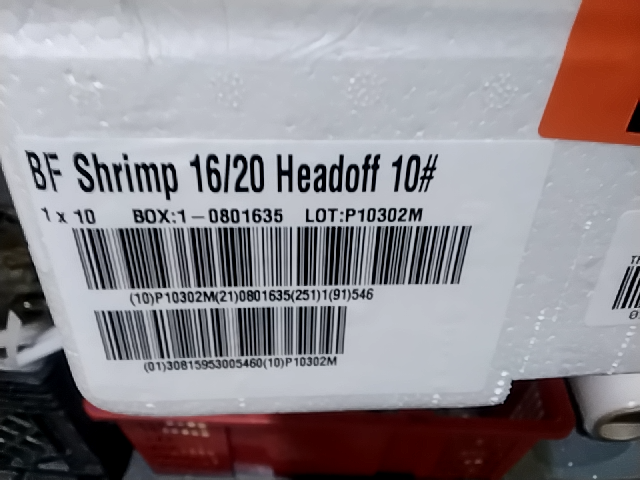 BF Shrimp 16/20 Headoff 10#
1 x 10 BOX:1-0801635 LOT:P10302M
(10)P10302M(21)0801635(251)1(91)546
(01)30815953005460(10)P10302M